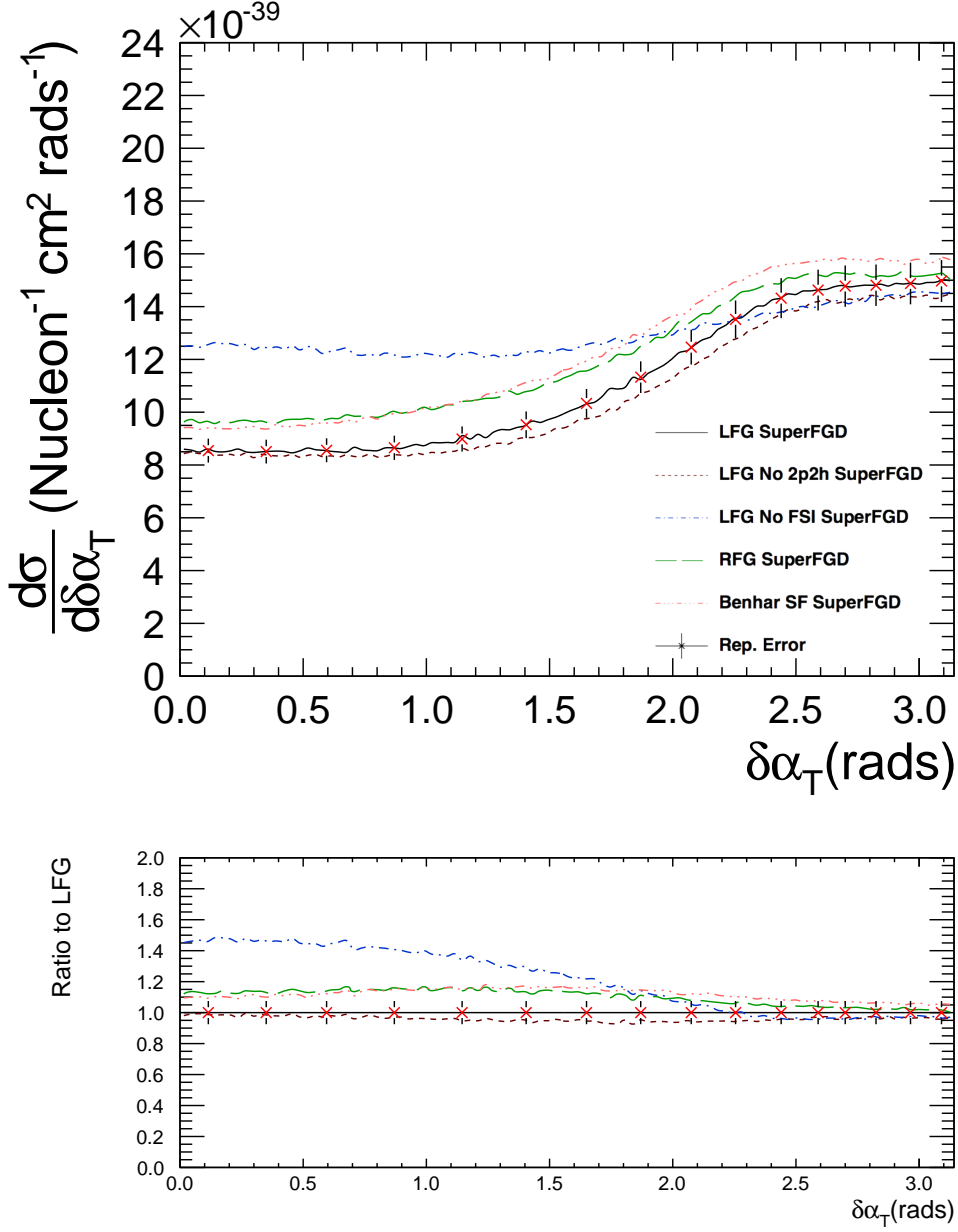 ×10⁻³⁹
dσ/dδα_T (Nucleon⁻¹ cm² rads⁻¹)
24
22
20
18
16
14
12
10
8
6
4
2
0
LFG SuperFGD
LFG No 2p2h SuperFGD
LFG No FSI SuperFGD
RFG SuperFGD
Benhar SF SuperFGD
Rep. Error
0.0 0.5 1.0 1.5 2.0 2.5 3.0
δα_T(rads)
Ratio to LFG
2.0
1.8
1.6
1.4
1.2
1.0
0.8
0.6
0.4
0.2
0.0
0.0 0.5 1.0 1.5 2.0 2.5 3.0
δα_T(rads)